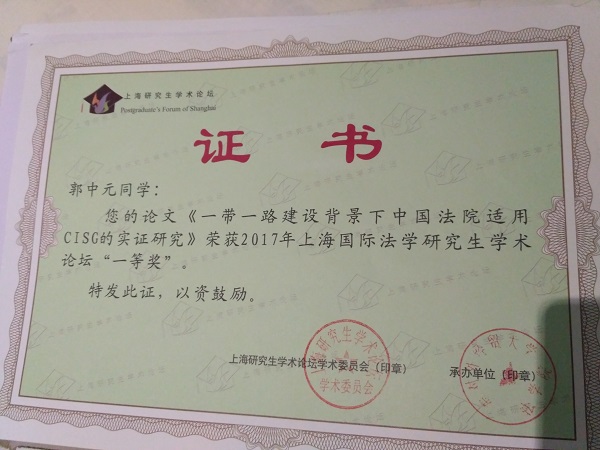 上海研究生学术论坛
Postgraduate's Forum of Shanghai
证 书
郭中元同学：
您的论文《一带一路建设背景下中国法院适用
CISG的实证研究》荣获2017年上海国际法学研究生学术
论坛“一等奖”。
特发此证，以资鼓励。
上海研究生学术论坛学术委员会（印章） 承办单位（印章）
学术委员会